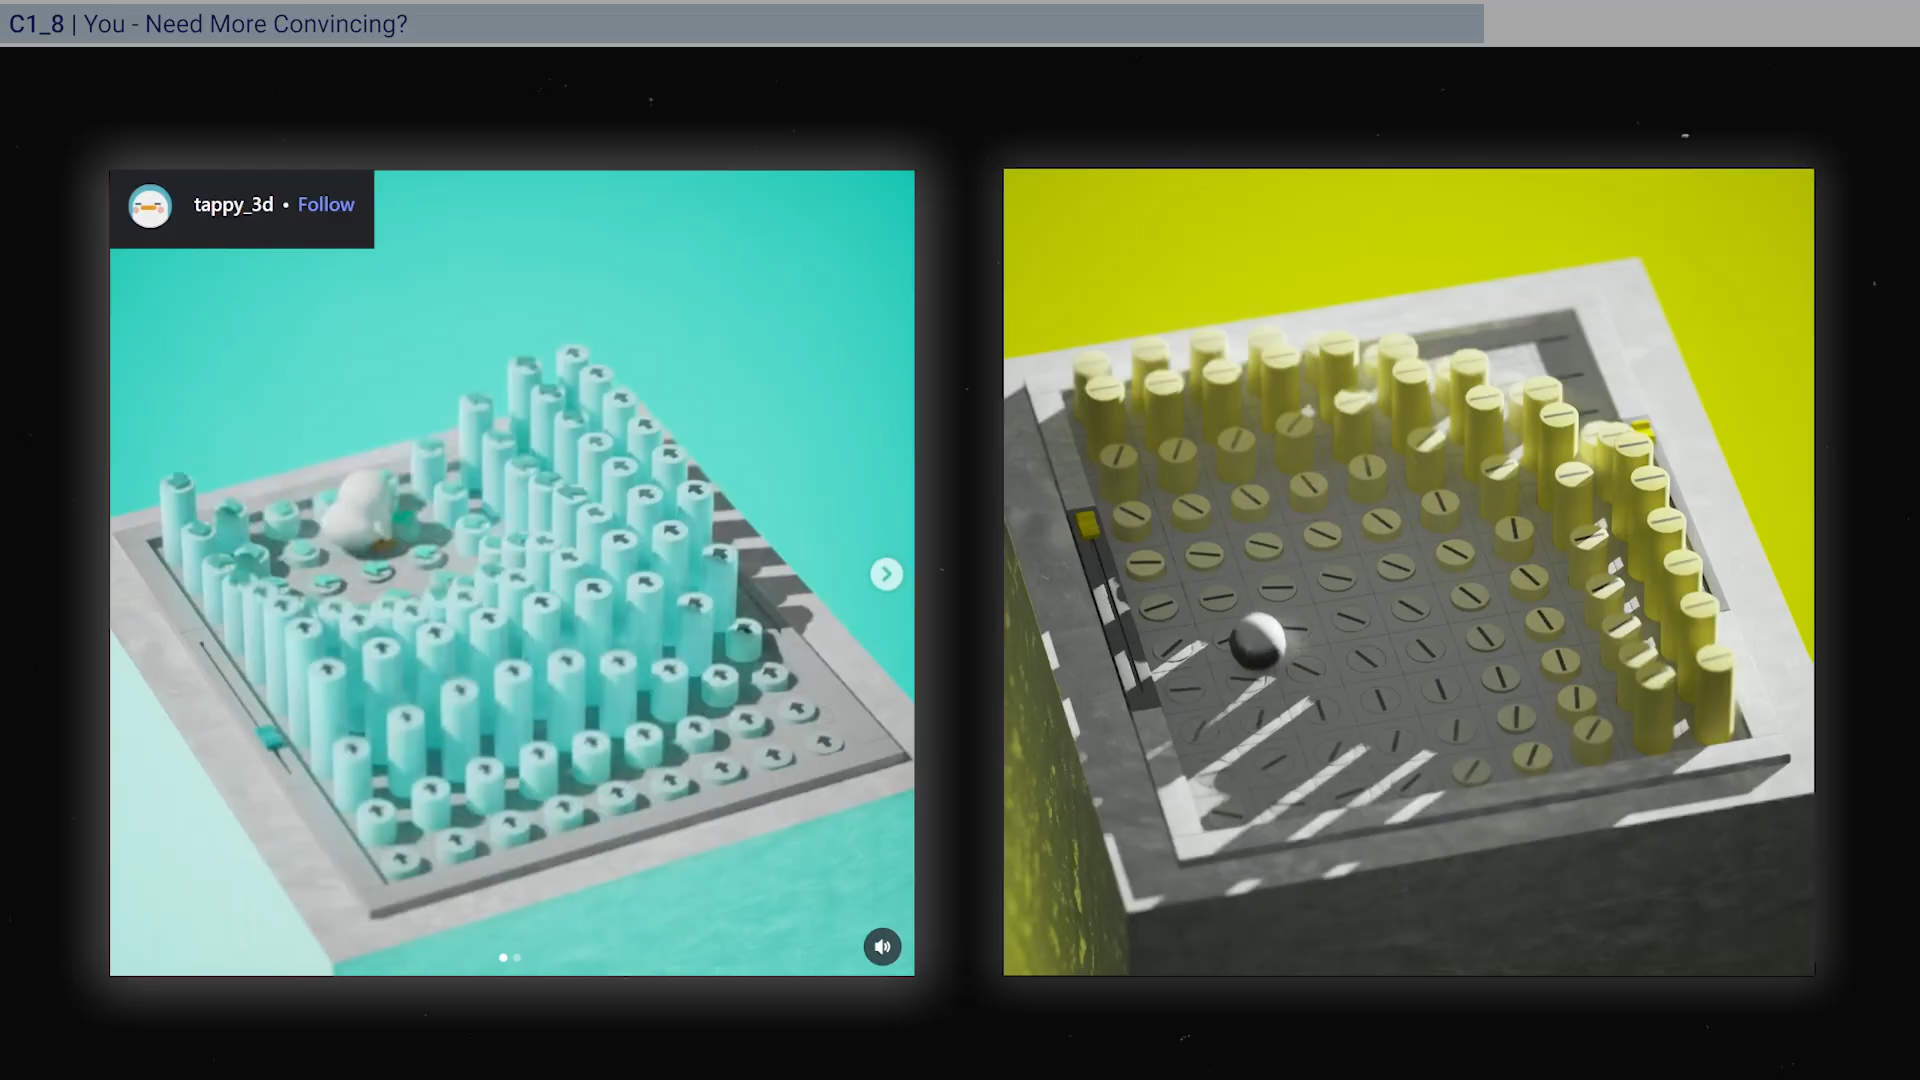 C1_8 | You - Need More Convincing?
tappy_3d • Follow